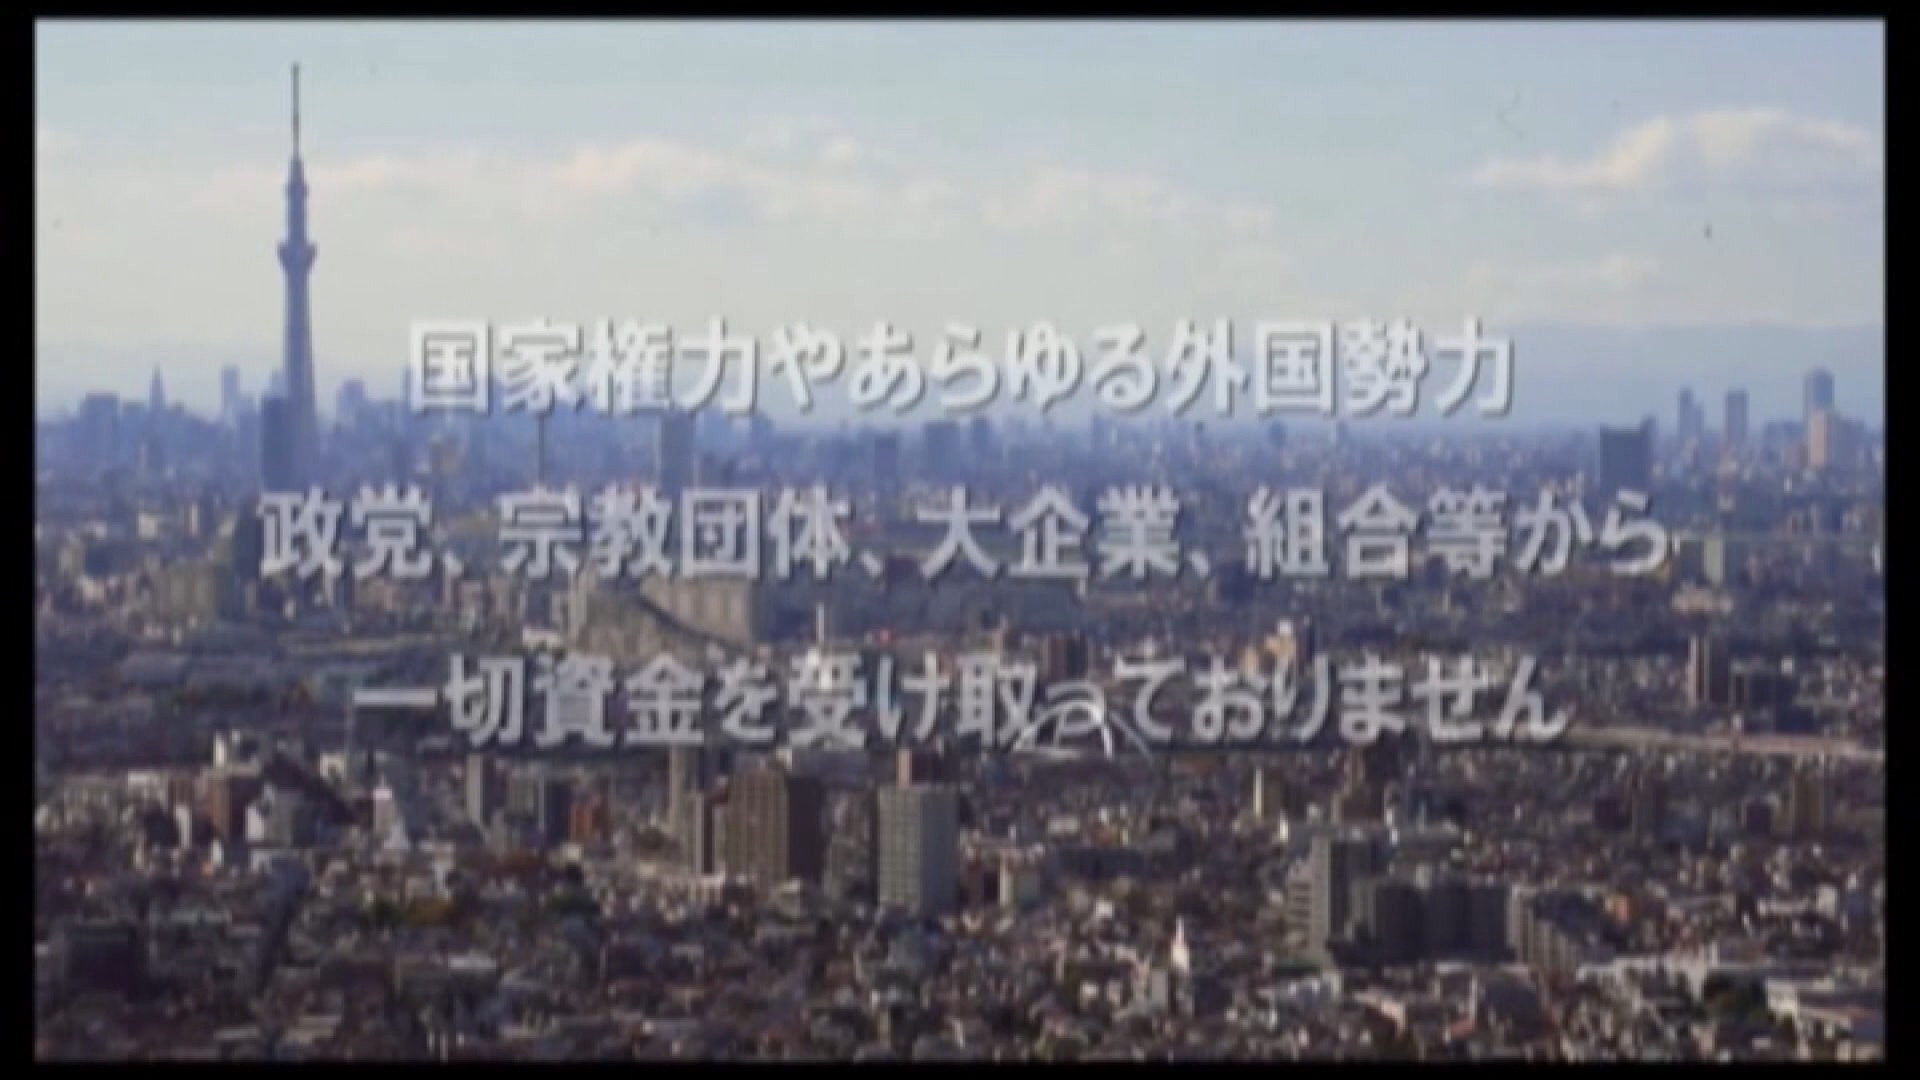 国家権力やあらゆる外国勢力
政党、宗教団体、大企業、組合等から
一切資金を受け取っておりません